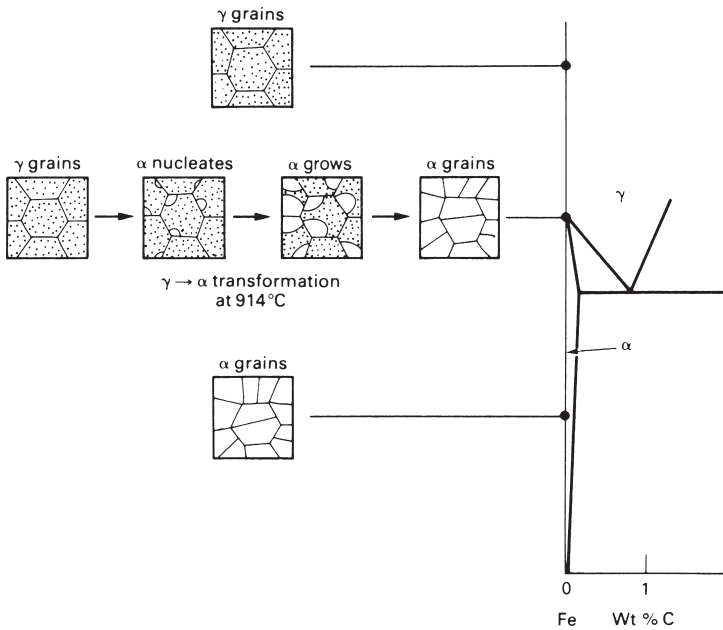 γ grains
γ grains
α nucleates
α grows
α grains
γ → α transformation
at 914°C
γ
α grains
α
0
1
Fe
Wt % C